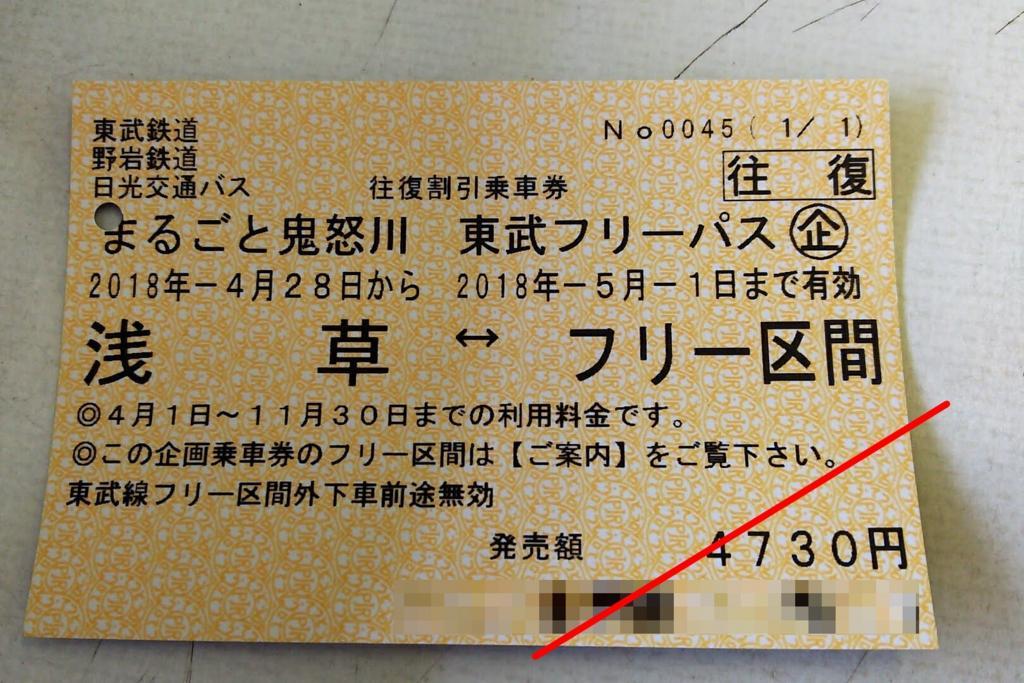 東武鉄道
野岩鉄道
日光交通バス 往復割引乗車券
No0045( 1/ 1)
往 復
まるごと鬼怒川 東武フリーパス ㊭
2018年-4月28日から 2018年-5月-1日まで有効
浅 草 ↔ フリー区間
◎4月1日～11月30日までの利用料金です。
◎この企画乗車券のフリー区間は【ご案内】をご覧下さい。
東武線フリー区間外下車前途無効
発売額 4730円